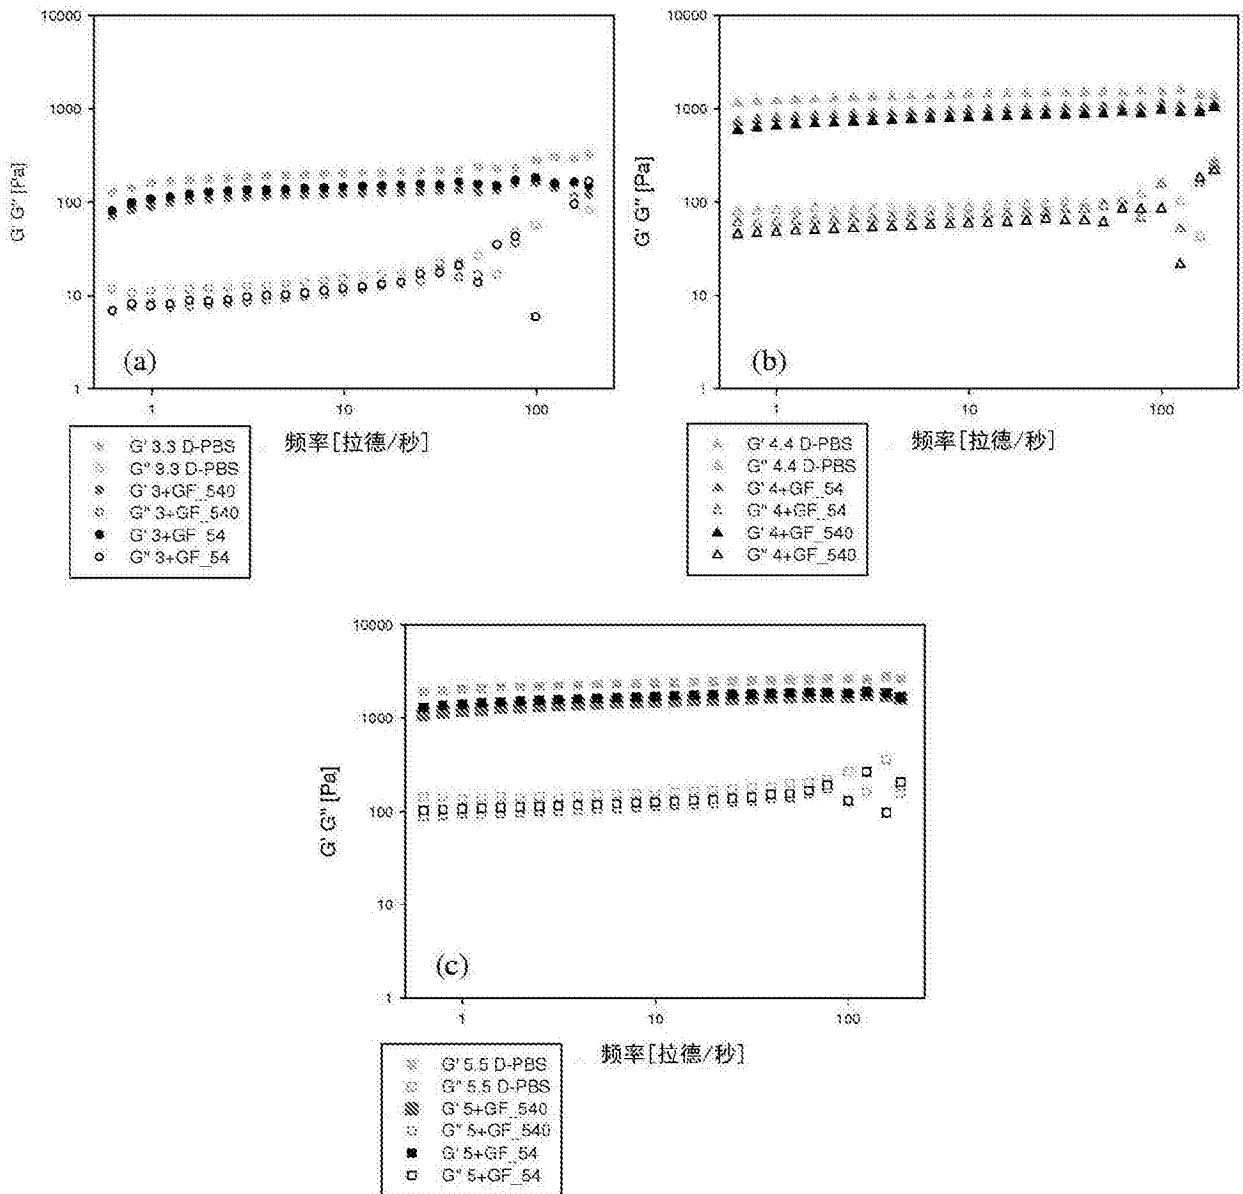 10000
1000
100
10
1
G' G'' [Pa]
(a)
1 10 100
频率[拉德/秒]
G' 3.3 D-PBS
G'' 3.3 D-PBS
G' 3+GF_540
G'' 3+GF_540
G' 3+GF_54
G'' 3+GF_54
10000
1000
100
10
1
G' G'' [Pa]
(b)
1 10 100
频率[拉德/秒]
G' 4.4 D-PBS
G'' 4.4 D-PBS
G' 4+GF_54
G'' 4+GF_54
G' 4+GF_540
G'' 4+GF_540
10000
1000
100
10
1
G' G'' [Pa]
(c)
1 10 100
频率[拉德/秒]
G' 5.5 D-PBS
G'' 5.5 D-PBS
G' 5+GF_540
G'' 5+GF_540
G' 5+GF_54
G'' 5+GF_54